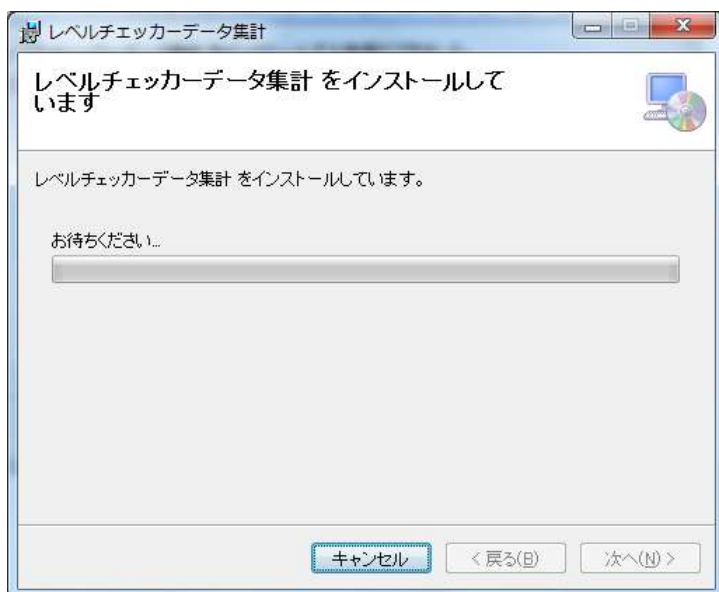 レベルチェッカーデータ集計
レベルチェッカーデータ集計 をインストールして
います
レベルチェッカーデータ集計 をインストールしています。
お待ちください...
キャンセル
< 戻る(B)
次へ(N) >